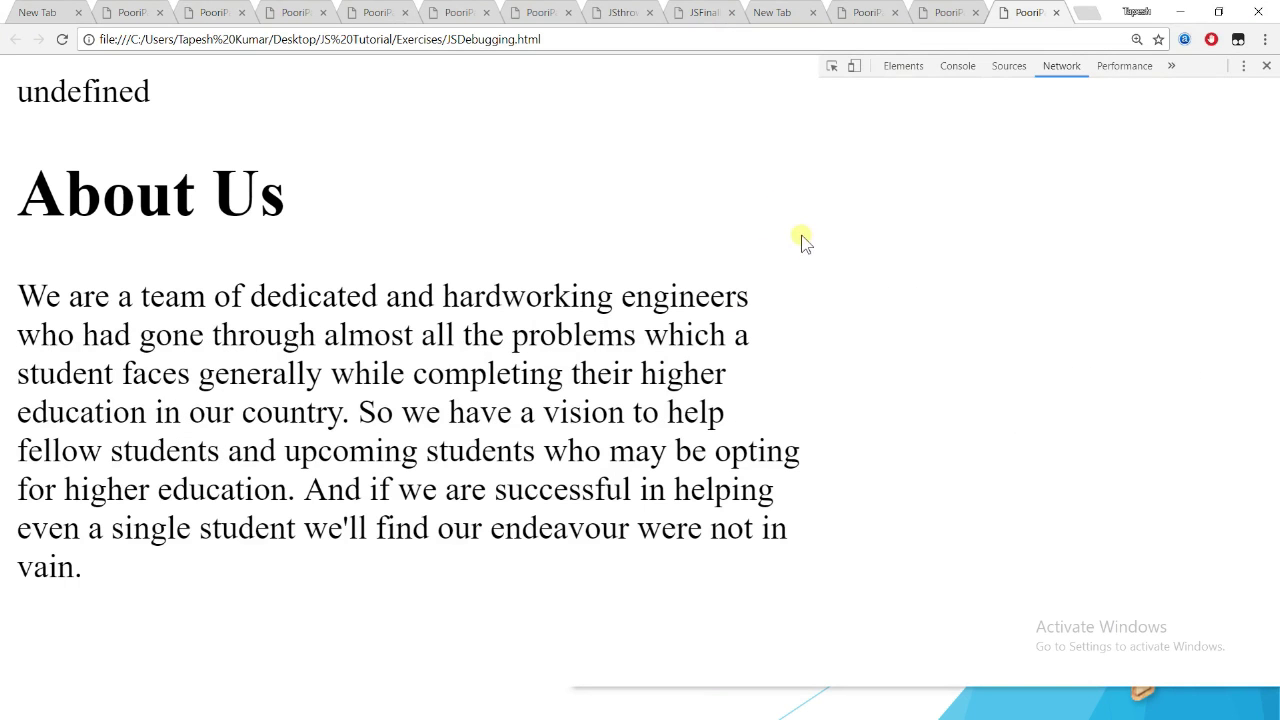 New Tab PooriP PooriP PooriP PooriP PooriP PooriP JSthrov JSFinal New Tab PooriP PooriP PooriP Tapesh
file:///C:/Users/Tapesh%20Kumar/Desktop/JS%20Tutorial/Exercises/JSDebugging.html
Elements Console Sources Network Performance »
undefined
About Us
We are a team of dedicated and hardworking engineers
who had gone through almost all the problems which a
student faces generally while completing their higher
education in our country. So we have a vision to help
fellow students and upcoming students who may be opting
for higher education. And if we are successful in helping
even a single student we'll find our endeavour were not in
vain.
Activate Windows
Go to Settings to activate Windows.